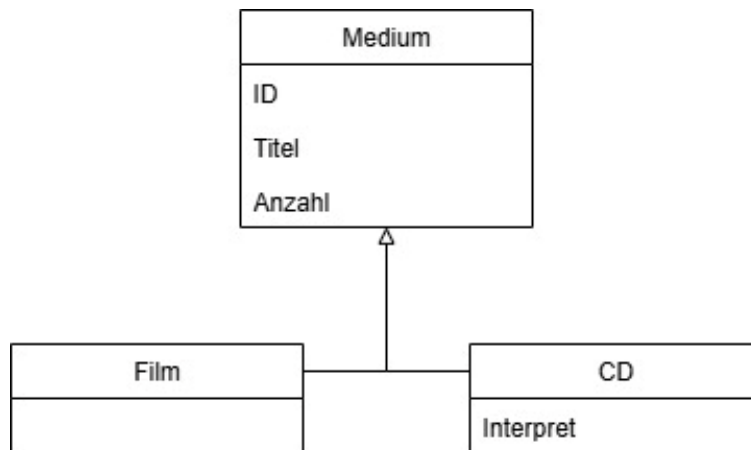 Medium
ID
Titel
Anzahl
Film
CD
Interpret